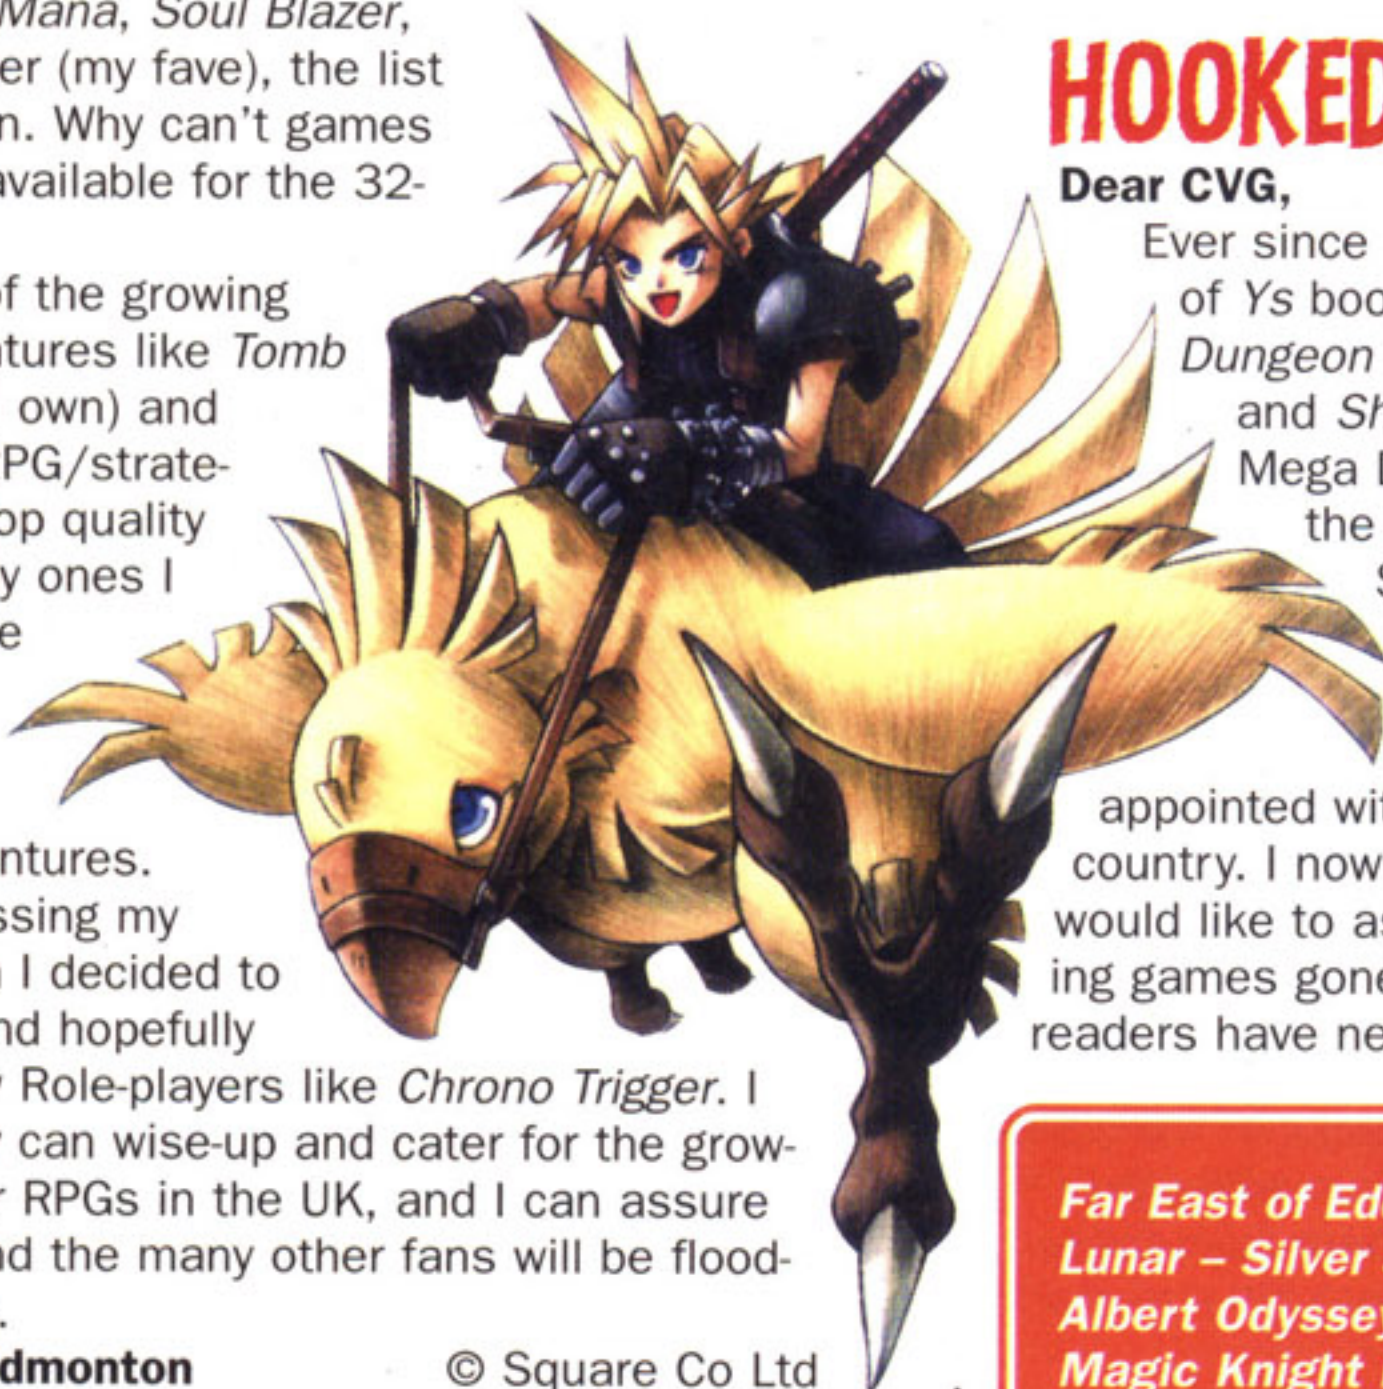 Mana, Soul Blazer,
er (my fave), the list
n. Why can't games
available for the 32-
of the growing
ntures like Tomb
own) and
PG/strate-
op quality
y ones I
e
ntures.
ssing my
I decided to
nd hopefully
Role-players like Chrono Trigger. I
can wise-up and cater for the grow-
r RPGs in the UK, and I can assure
nd the many other fans will be flood-
.
dmonton
© Square Co Ltd
HOOKED
Dear CVG,
Ever since
of Ys boo
Dungeon
and Sh
Mega
the
S
appointed wit
country. I now
would like to as
ing games gone
readers have ne
Far East of Ede
Lunar – Silver
Albert Odyssey
Magic Knight